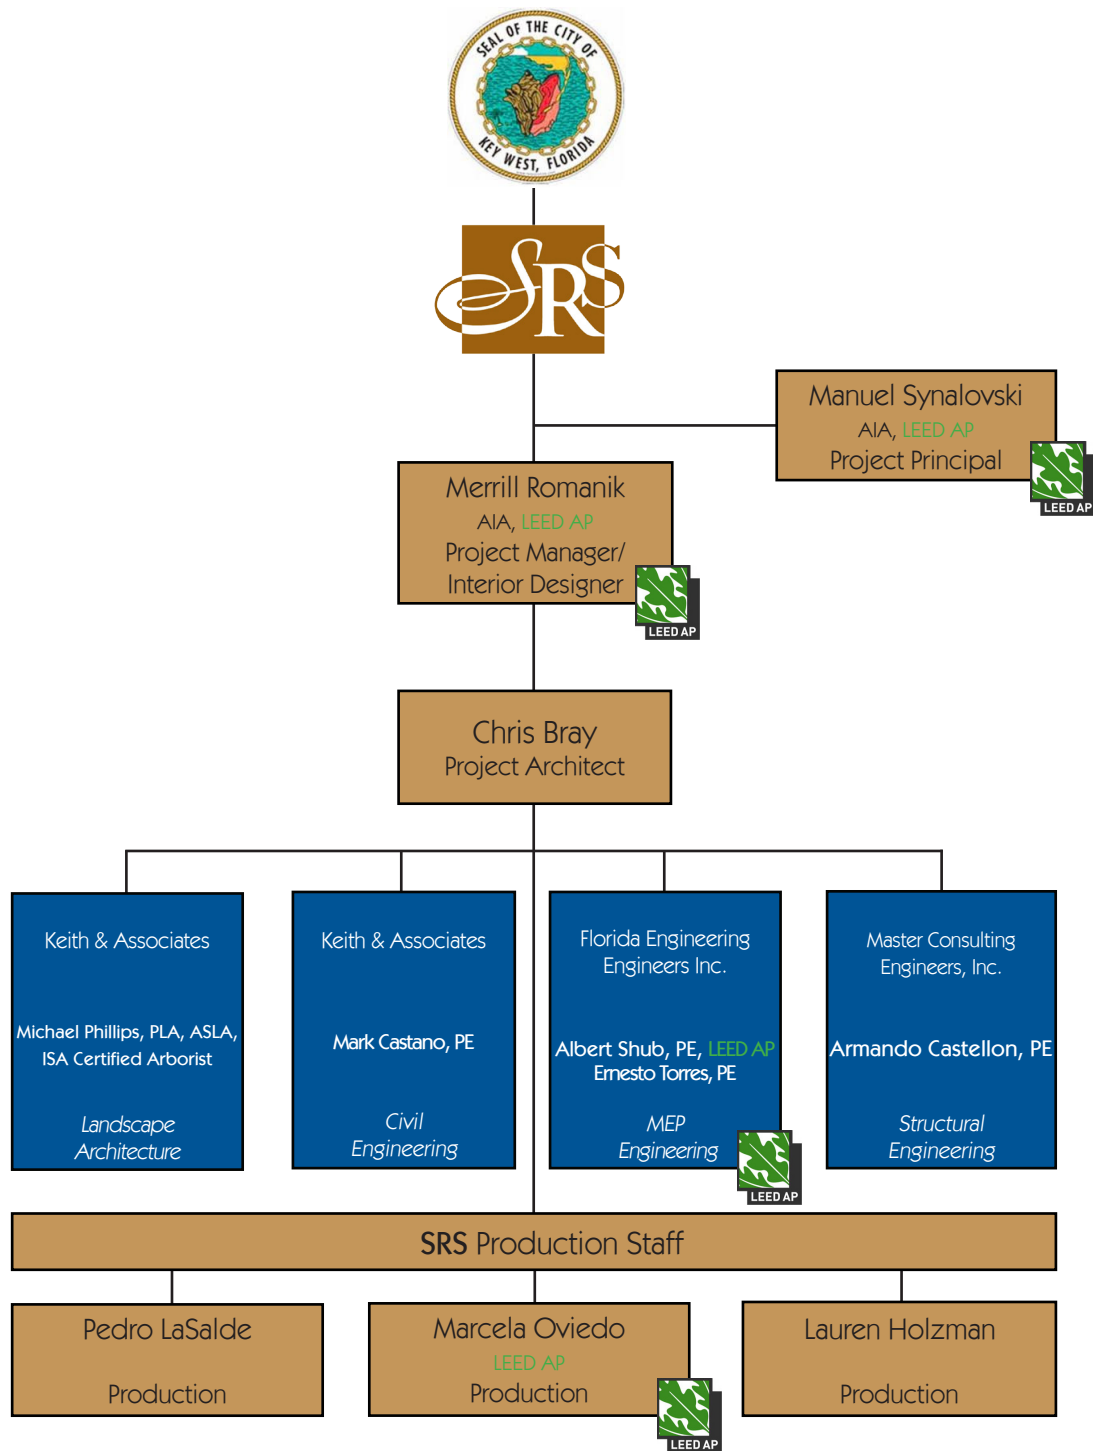 SEAL OF THE CITY OF
KEY WEST, FLORIDA
SRS
Manuel Synalovski
AIA, LEED AP
Project Principal
LEED AP
Merrill Romanik
AIA, LEED AP
Project Manager/
Interior Designer
LEED AP
Chris Bray
Project Architect
Keith & Associates
Michael Phillips, PLA, ASLA,
ISA Certified Arborist
Landscape
Architecture
Keith & Associates
Mark Castano, PE
Civil
Engineering
Florida Engineering
Engineers Inc.
Albert Shub, PE, LEED AP
Ernesto Torres, PE
MEP
Engineering
LEED AP
Master Consulting
Engineers, Inc.
Armando Castellon, PE
Structural
Engineering
SRS Production Staff
Pedro LaSalde
Production
Marcela Oviedo
LEED AP
Production
LEED AP
Lauren Holzman
Production